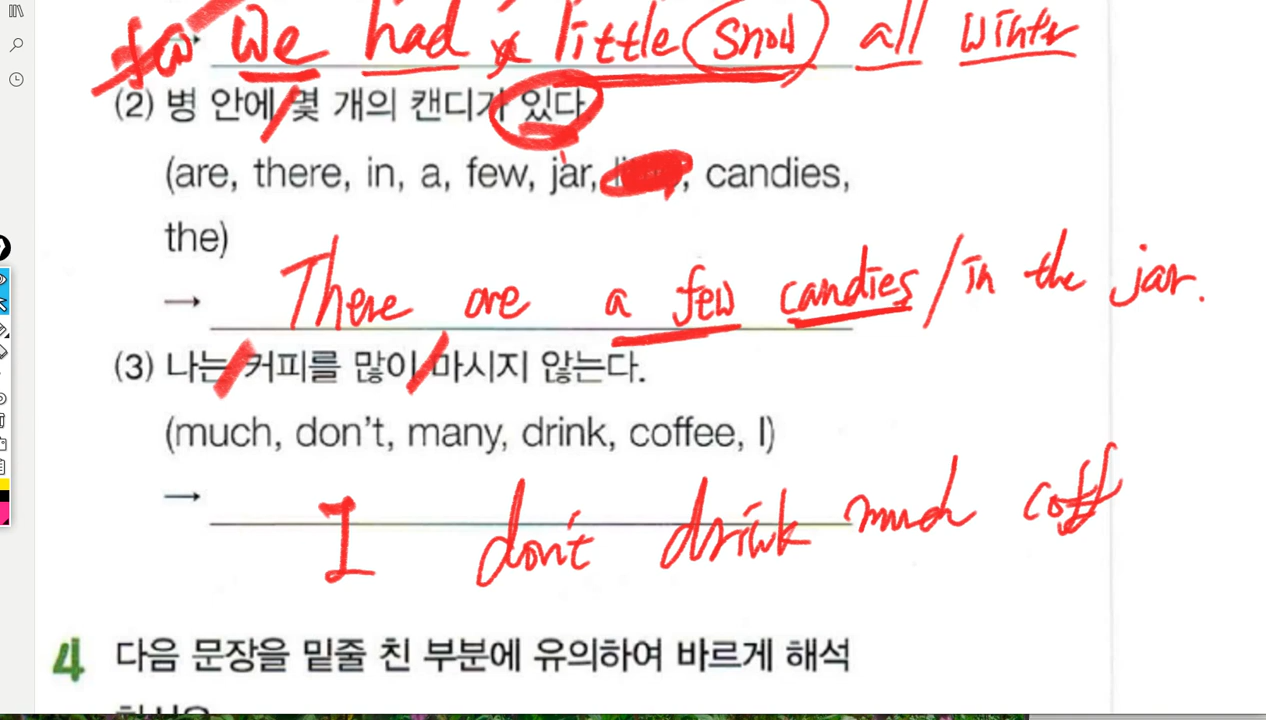 We had little snow all winter
(2) 병 안에 몇 개의 캔디가 있다
(are, there, in, a, few, jar, candies,
the)
→ There are a few candies / in the jar.
(3) 나는 커피를 많이 마시지 않는다.
(much, don't, many, drink, coffee, I)
→ I don't drink much coff
4 다음 문장을 밑줄 친 부분에 유의하여 바르게 해석